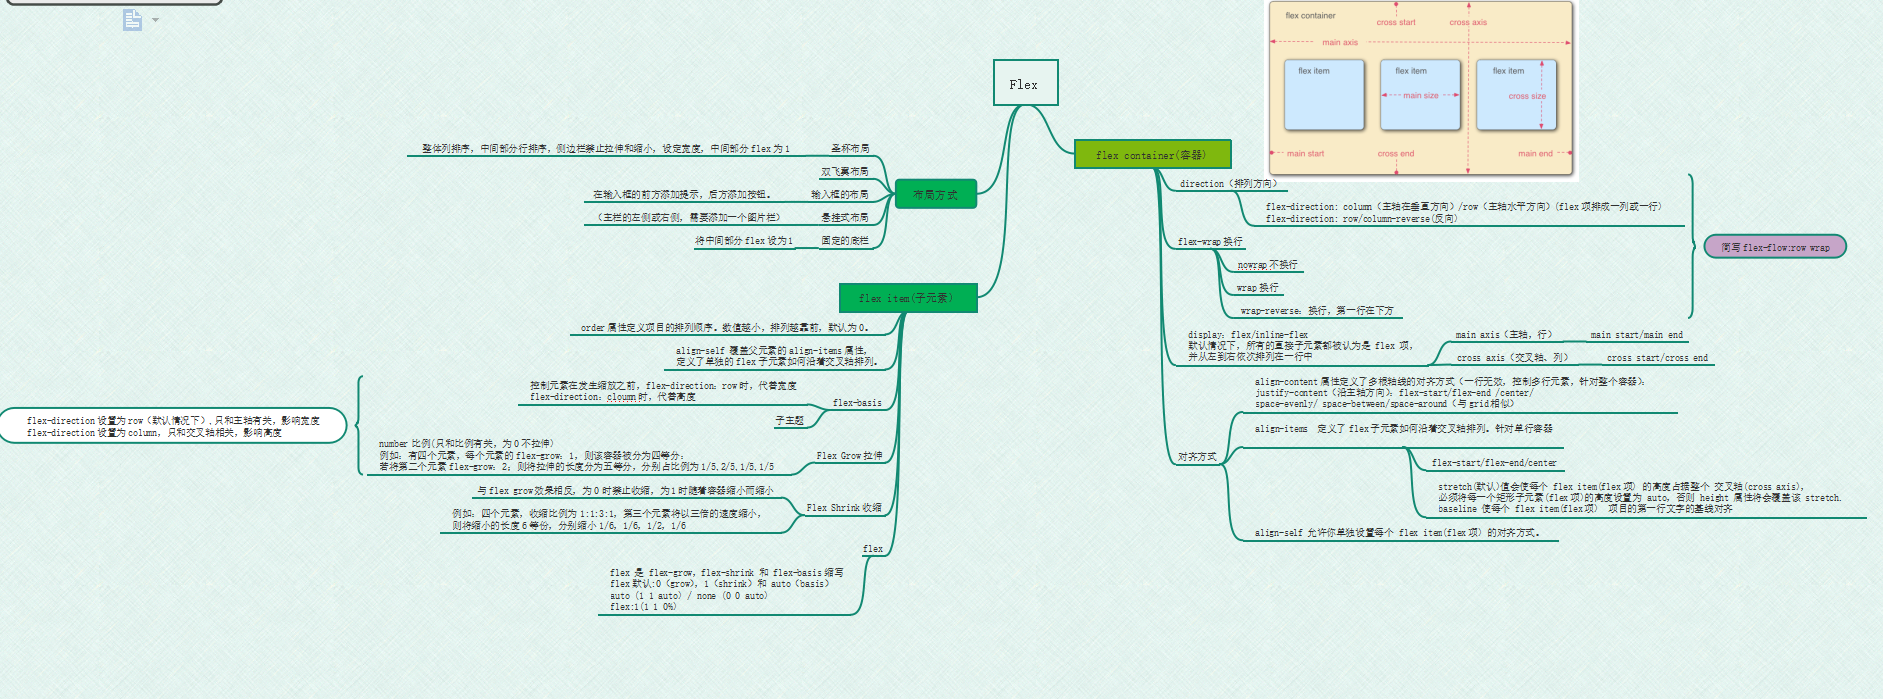 Flex
flex container(容器)
flex container
cross start
cross axis
main axis
flex item
flex item
flex item
main size
cross size
main start
cross end
main end
direction（排列方向）
flex-direction: column（主轴在垂直方向）/row（主轴水平方向）(flex项排成一列或一行)
flex-direction: row/column-reverse(反向)
flex-wrap 换行
nowrap 不换行
wrap 换行
wrap-reverse：换行，第一行在下方
简写 flex-flow:row wrap
display：flex/inline-flex
默认情况下，所有的直接子元素都被认为是 flex 项，
并从左到右依次排列在一行中
main axis（主轴，行）
main start/main end
cross axis（交叉轴、列）
cross start/cross end
对齐方式
align-content 属性定义了多根轴线的对齐方式（一行无效，控制多行元素，针对整个容器）；
justify-content（沿主轴方向）；flex-start/flex-end /center/
space-evenly/ space-between/space-around（与grid相似）
align-items 定义了flex子元素如何沿着交叉轴排列。针对单行容器
flex-start/flex-end/center
stretch(默认)值会使每个 flex item(flex项) 的高度占据整个 交叉轴(cross axis)，
必须将每一个矩形子元素(flex项)的高度设置为 auto, 否则 height 属性将会覆盖该 stretch.
baseline 使每个 flex item(flex项) 项目的第一行文字的基线对齐
align-self 允许你单独设置每个 flex item(flex项) 的对齐方式。
布局方式
圣杯布局
整体列排序，中间部分行排序，侧边栏禁止拉伸和缩小，设定宽度，中间部分 flex 为 1
双飞翼布局
输入框的布局
在输入框的前方添加提示，后方添加按钮。
悬挂式布局
（主栏的左侧或右侧，需要添加一个图片栏）
固定的底栏
将中间部分 flex 设为1
flex item(子元素)
order 属性定义项目的排列顺序。数值越小，排列越靠前，默认为0。
align-self 覆盖父元素的 align-items 属性，
定义了单独的 flex 子元素如何沿着交叉轴排列。
flex-basis
控制元素在发生缩放之前，flex-direction：row 时，代替宽度
flex-direction：cloumn 时，代替高度
子主题
Flex Grow 拉伸
number 比例(只和比例有关，为0不拉伸)
例如：有四个元素，每个元素的 flex-grow：1，则该容器被分为四等分；
若将第二个元素 flex-grow：2；则将拉伸的长度分为五等分，分别占比例为 1/5,2/5,1/5,1/5
flex-direction 设置为row（默认情况下），只和主轴有关，影响宽度
flex-direction 设置为column，只和交叉轴相关，影响高度
Flex Shrink 收缩
与flex grow效果相反，为0时禁止收缩，为1时随着容器缩小而缩小
例如：四个元素，收缩比例为 1:1:3:1，第三个元素将以三倍的速度缩小，
则将缩小的长度6等份，分别缩小 1/6, 1/6, 1/2, 1/6
flex
flex 是 flex-grow，flex-shrink 和 flex-basis 缩写
flex 默认:0（grow），1（shrink）和 auto（basis）
auto (1 1 auto) / none (0 0 auto)
flex:1(1 1 0%)